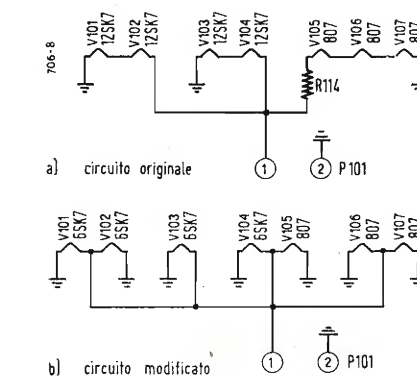 706-8
V101 12SK7
V102 12SK7
V103 12SK7
V104 12SK7
V105 807
V106 807
V107 807
R114
1
2 P101
a) circuito originale
V101 6SK7
V102 6SK7
V103 6SK7
V104 6SK7
V105 807
V106 807
V107 807
1
2 P101
b) circuito modificato